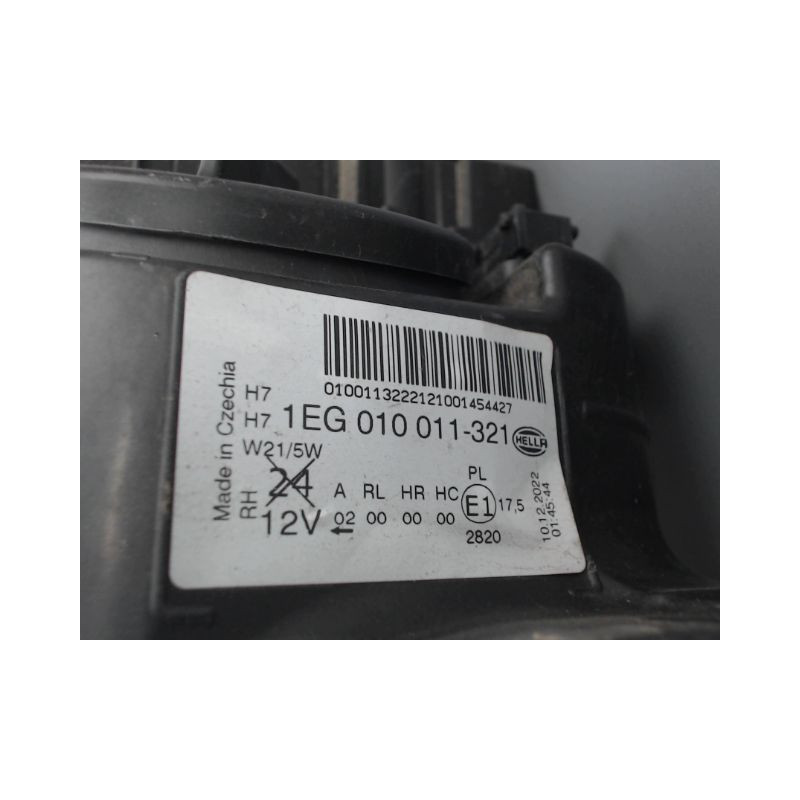 0100113222121001454427
H7
H7 1EG 010 011-321 HELLA
W21/5W
24
12V
A RL HR HC
02 00 00 00
PL
E1 17,5
2820
Made in Czechia
RH
10.12.2022
01:45:44